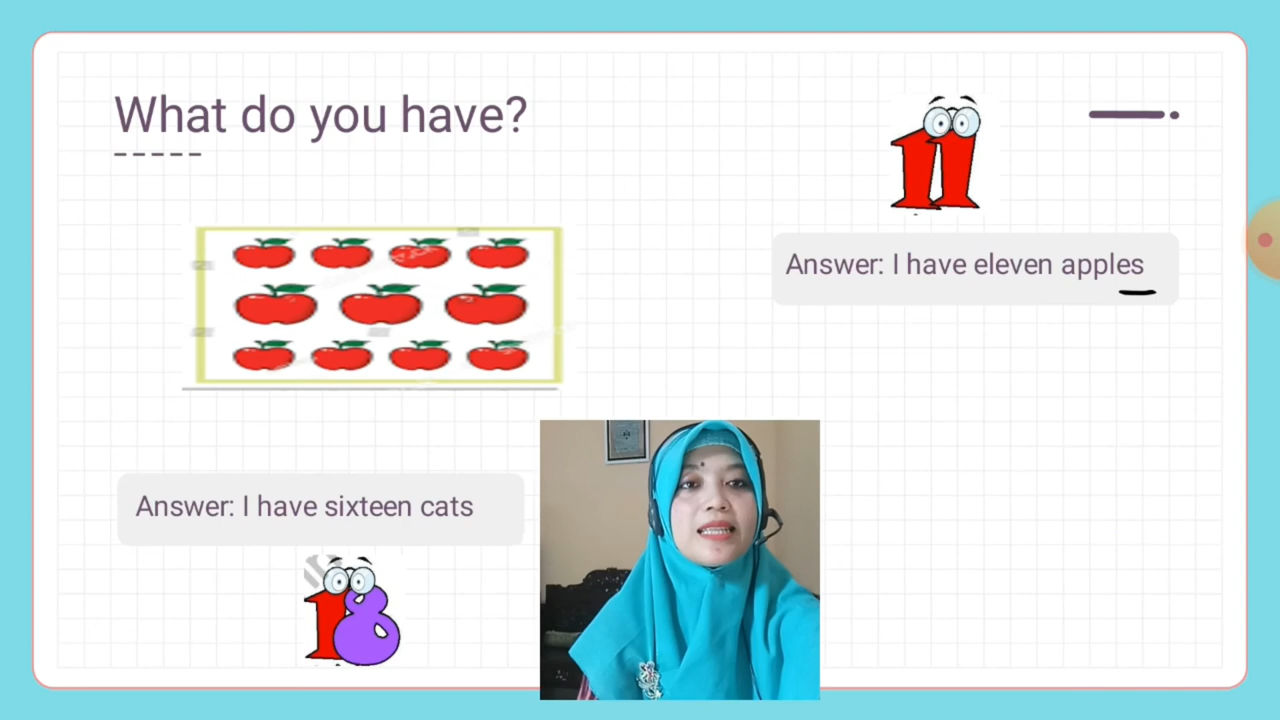 What do you have?
11
Answer: I have eleven apples
Answer: I have sixteen cats
18